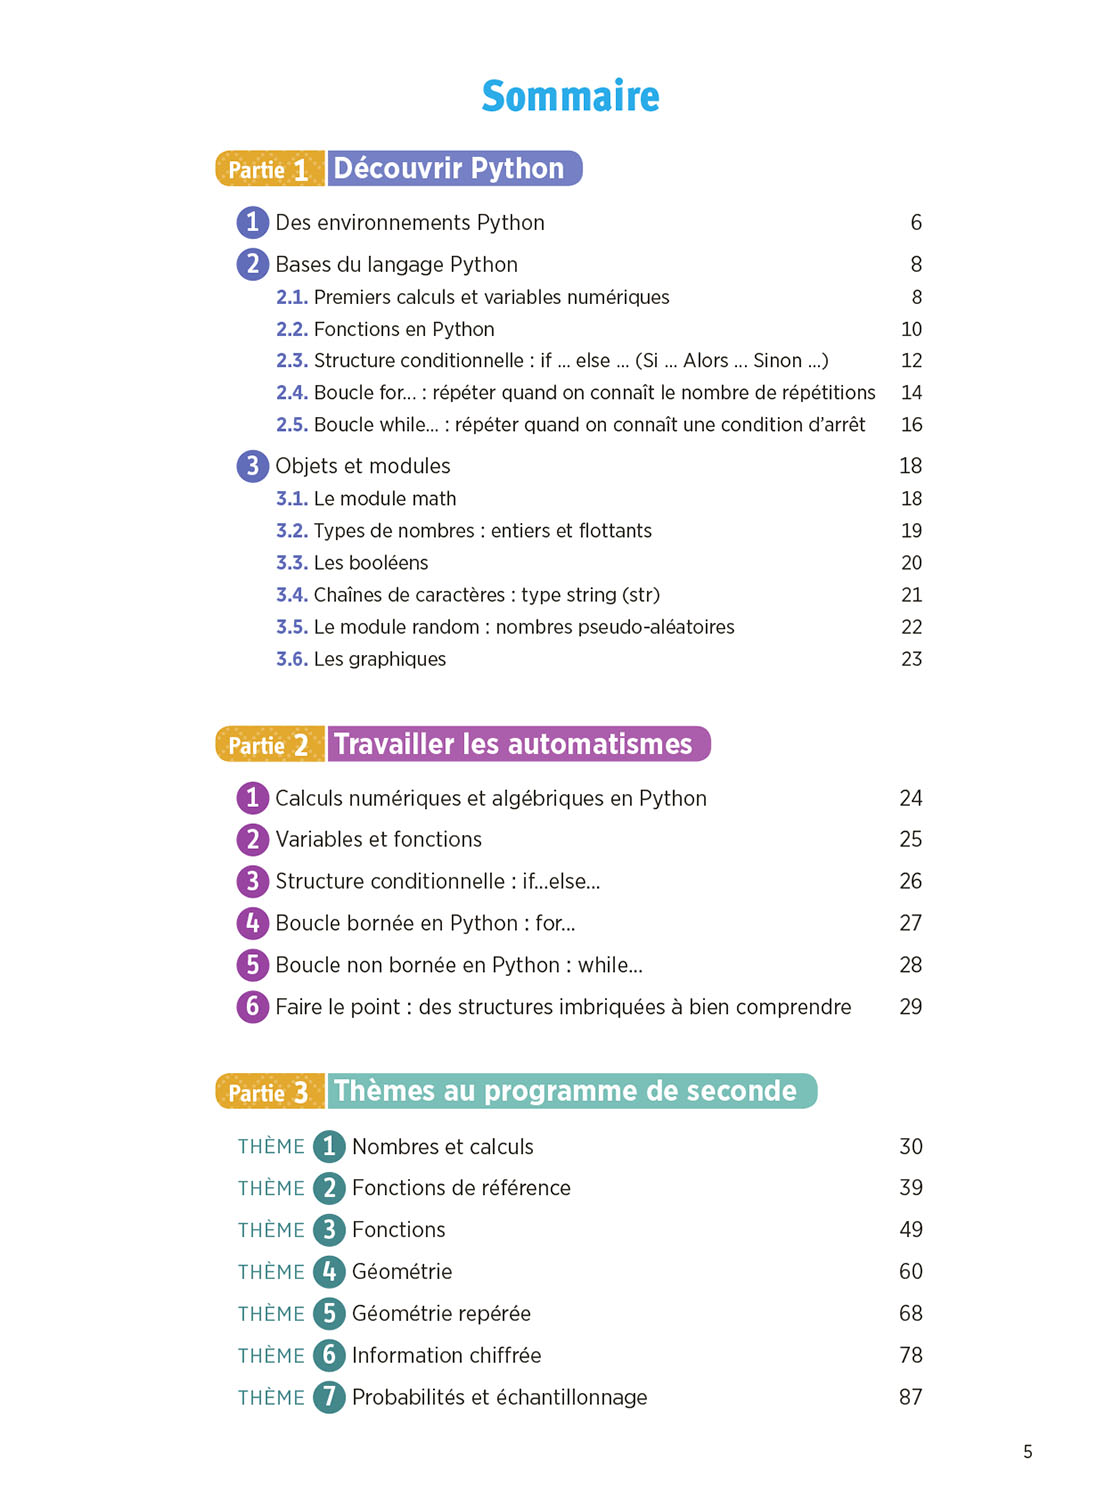 Sommaire
Partie 1 Découvrir Python
1 Des environnements Python 6
2 Bases du langage Python 8
2.1. Premiers calculs et variables numériques 8
2.2. Fonctions en Python 10
2.3. Structure conditionnelle : if ... else ... (Si ... Alors ... Sinon ...) 12
2.4. Boucle for... : répéter quand on connaît le nombre de répétitions 14
2.5. Boucle while... : répéter quand on connaît une condition d’arrêt 16
3 Objets et modules 18
3.1. Le module math 18
3.2. Types de nombres : entiers et flottants 19
3.3. Les booléens 20
3.4. Chaînes de caractères : type string (str) 21
3.5. Le module random : nombres pseudo-aléatoires 22
3.6. Les graphiques 23
Partie 2 Travailler les automatismes
1 Calculs numériques et algébriques en Python 24
2 Variables et fonctions 25
3 Structure conditionnelle : if...else... 26
4 Boucle bornée en Python : for... 27
5 Boucle non bornée en Python : while... 28
6 Faire le point : des structures imbriquées à bien comprendre 29
Partie 3 Thèmes au programme de seconde
THÈME 1 Nombres et calculs 30
THÈME 2 Fonctions de référence 39
THÈME 3 Fonctions 49
THÈME 4 Géométrie 60
THÈME 5 Géométrie repérée 68
THÈME 6 Information chiffrée 78
THÈME 7 Probabilités et échantillonnage 87
5